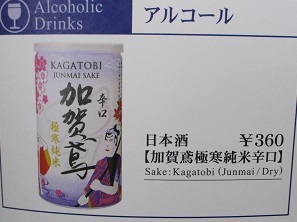 Alcoholic
Drinks
アルコール
KAGATOBI
JUNMAI SAKE
辛口
加賀鳶
極寒純米
日本酒 ￥360
【加賀鳶極寒純米辛口】
Sake:Kagatobi (Junmai/Dry)